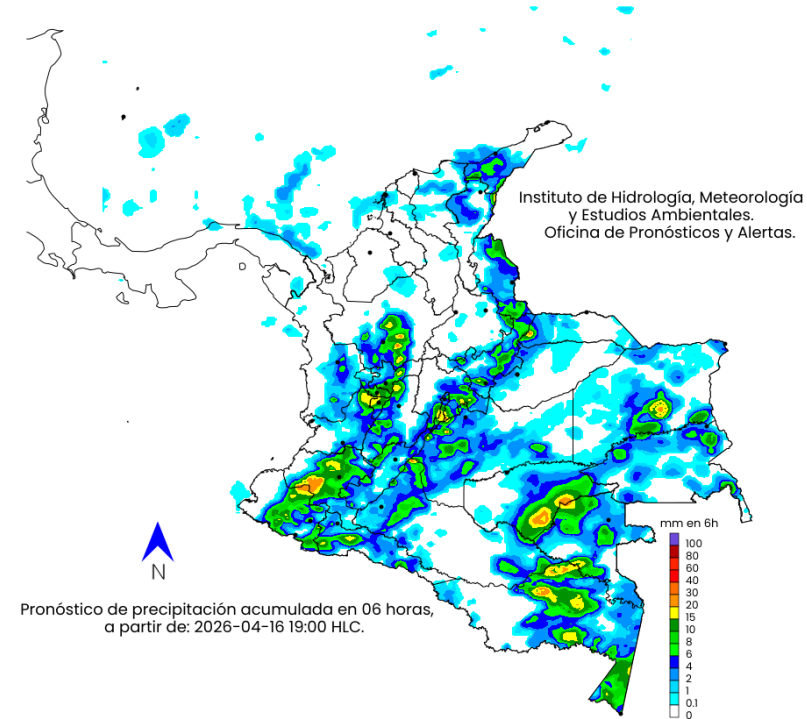 Instituto de Hidrología, Meteorología
y Estudios Ambientales.
Oficina de Pronósticos y Alertas.
mm en 6h
100
80
60
40
30
20
15
10
8
6
4
2
1
0.1
0
N
Pronóstico de precipitación acumulada en 06 horas,
a partir de: 2026-04-16 19:00 HLC.